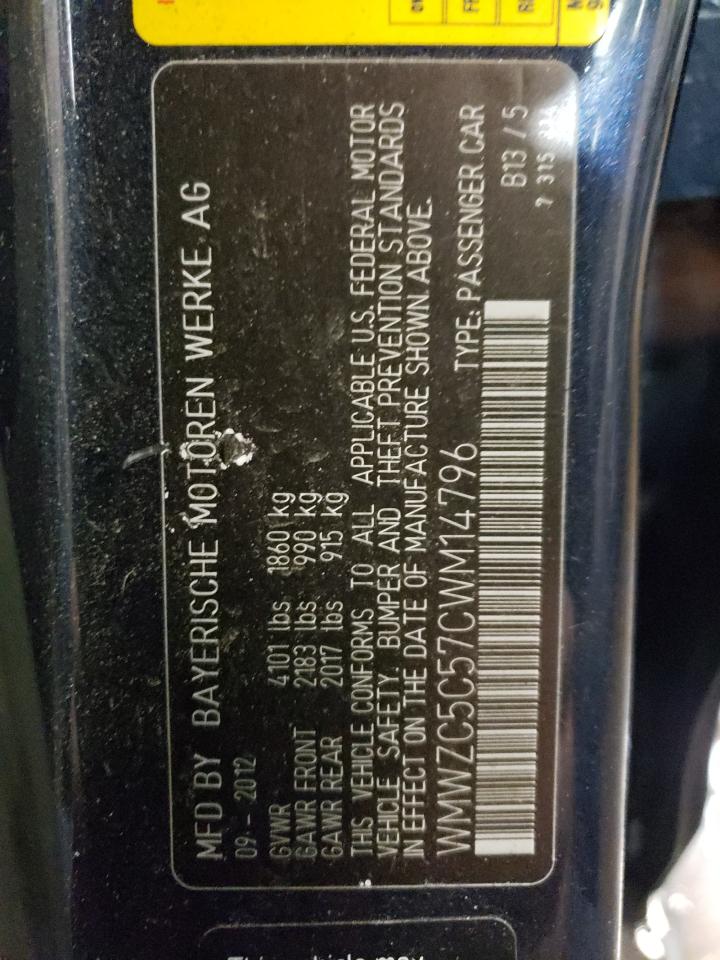 MFD BY BAYERISCHE MOTOREN WERKE AG
09 - 2012
GVWR 4101 lbs 1860 kg
GAWR FRONT 2183 lbs 990 kg
GAWR REAR 2017 lbs 915 kg
THIS VEHICLE CONFORMS TO ALL APPLICABLE U.S. FEDERAL MOTOR
VEHICLE SAFETY, BUMPER AND THEFT PREVENTION STANDARDS
IN EFFECT ON THE DATE OF MANUFACTURE SHOWN ABOVE.
WMWZC5C57CWM14796 TYPE: PASSENGER CAR
B13 / 5
7 315